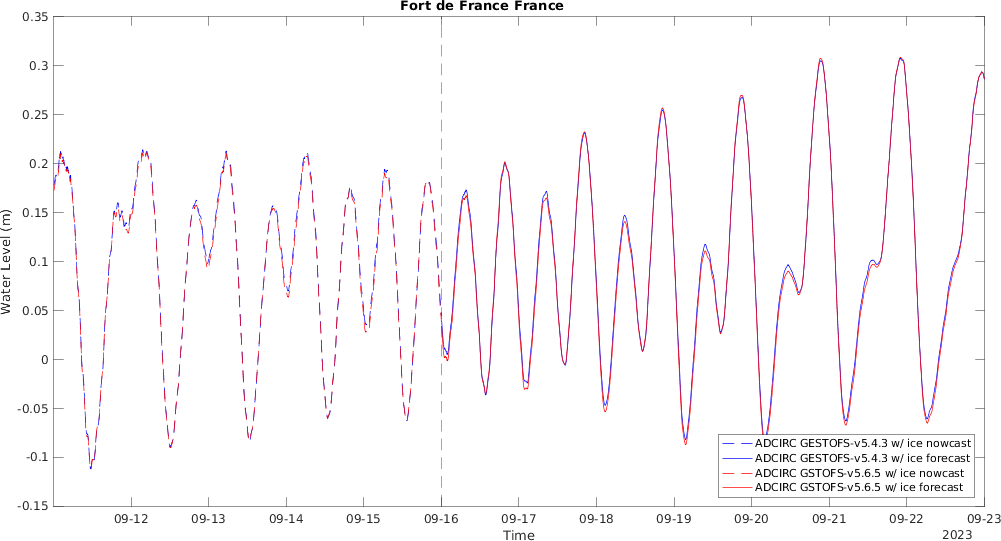 Fort de France France
0.35
0.3
0.25
0.2
0.15
0.1
0.05
0
-0.05
-0.1
-0.15
Water Level (m)
ADCIRC GESTOFS-v5.4.3 w/ ice nowcast
ADCIRC GESTOFS-v5.4.3 w/ ice forecast
ADCIRC GSTOFS-v5.6.5 w/ ice nowcast
ADCIRC GSTOFS-v5.6.5 w/ ice forecast
09-12 09-13 09-14 09-15 09-16 09-17 09-18 09-19 09-20 09-21 09-22 09-23
Time
2023